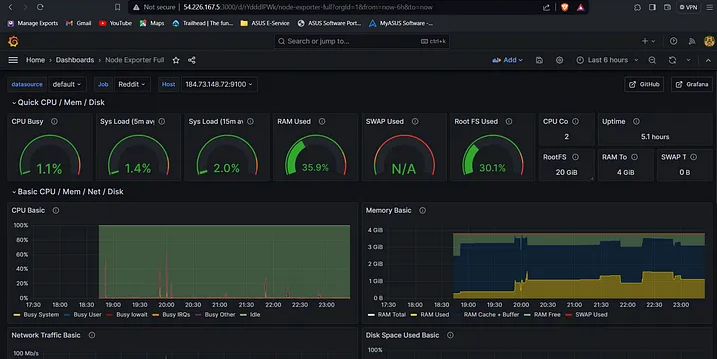 Not secure 54.226.167.5:3000/d/rYdddlPWk/node-exporter-full?orgId=1&from=now-6h&to=now
VPN
Manage Exports Gmail YouTube Maps Trailhead | The fun... ASUS E-Service ASUS Software Port... MyASUS Software -...
Search or jump to... ctrl+k
Home > Dashboards > Node Exporter Full
Add Last 6 hours
datasource default Job Reddit Host 184.73.148.72:9100 GitHub Grafana
Quick CPU / Mem / Disk
CPU Busy Sys Load (5m avg Sys Load (15m av RAM Used SWAP Used Root FS Used CPU Co Uptime
2 5.1 hours
RootFS RAM To SWAP T
1.1% 1.4% 2.0% 35.9% N/A 30.1% 20 GiB 4 GiB 0 B
Basic CPU / Mem / Net / Disk
CPU Basic
100%
80%
60%
40%
20%
0%
17:30 18:00 18:30 19:00 19:30 20:00 20:30 21:00 21:30 22:00 22:30 23:00
Busy System Busy User Busy Iowait Busy IRQs Busy Other Idle
Memory Basic
4 GiB
3 GiB
2 GiB
1 GiB
0 B
17:30 18:00 18:30 19:00 19:30 20:00 20:30 21:00 21:30 22:00 22:30 23:00
RAM Total RAM Used RAM Cache + Buffer RAM Free SWAP Used
Network Traffic Basic
100 Mb/s
Disk Space Used Basic
100%